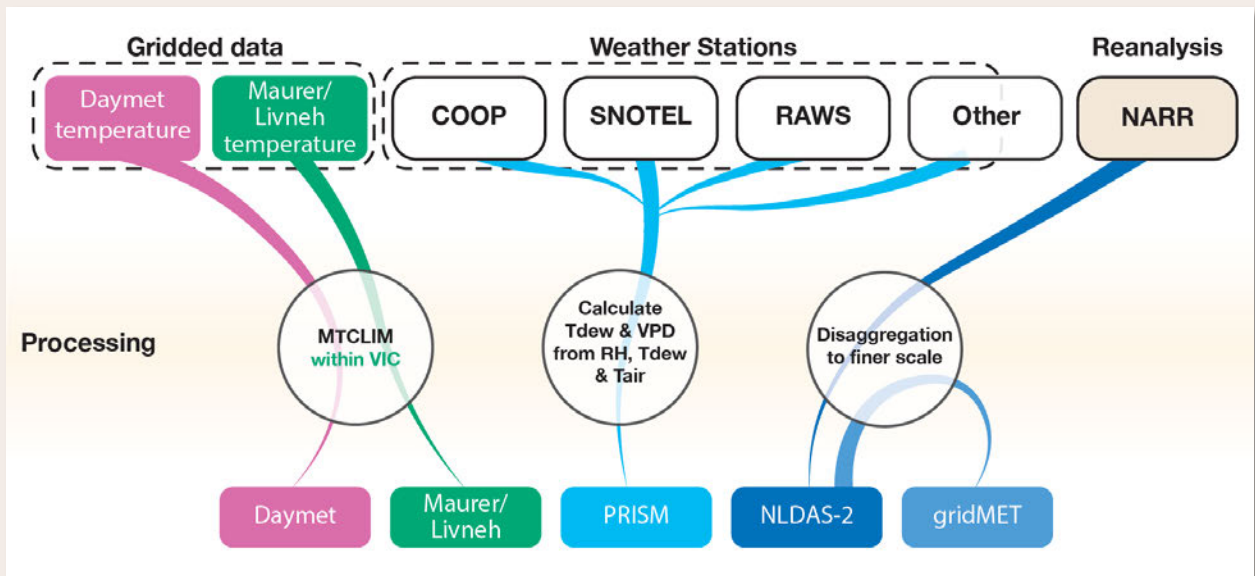 Gridded data
Weather Stations
Reanalysis
Daymet
temperature
Maurer/
Livneh
temperature
COOP
SNOTEL
RAWS
Other
NARR
Processing
MTCLIM
within VIC
Calculate
Tdew & VPD
from RH, Tdew
& Tair
Disaggregation
to finer scale
Daymet
Maurer/
Livneh
PRISM
NLDAS-2
gridMET